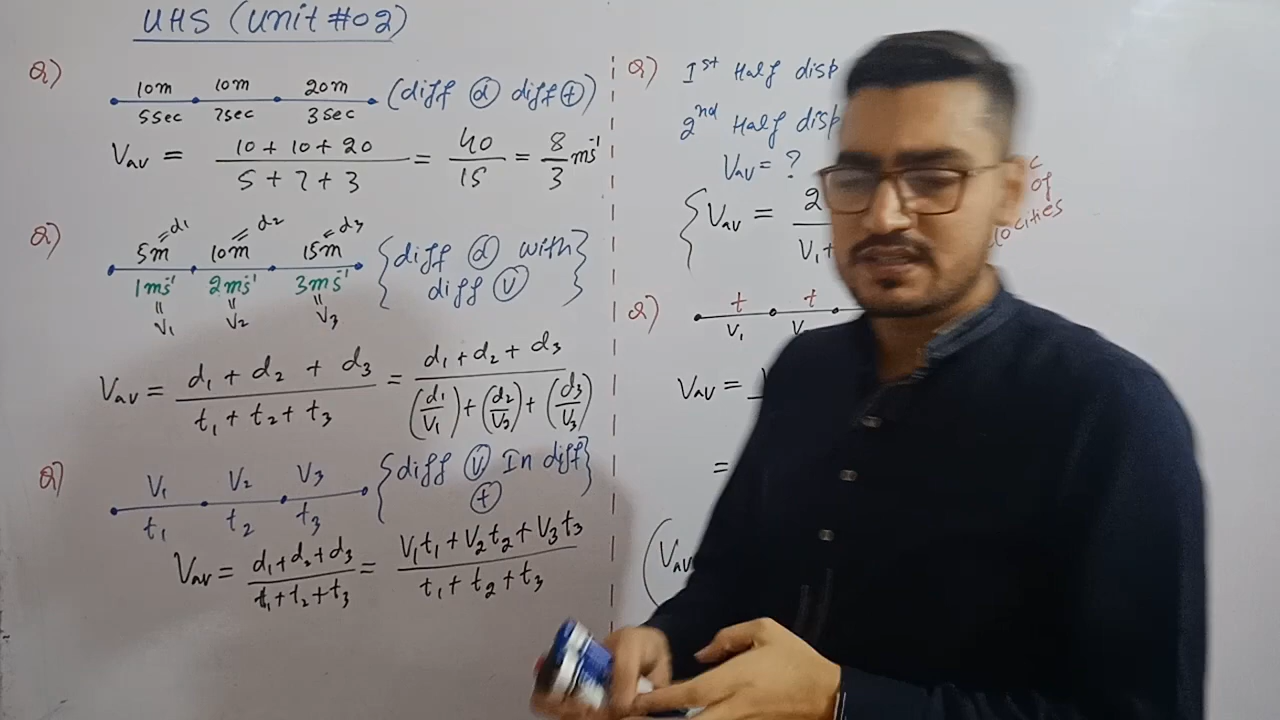 UHS (Unit #02)
Q)
10m 10m 20m (diff d diff t)
5sec 7sec 3sec
Vav = 10 + 10 + 20 / 5 + 7 + 3 = 40 / 15 = 8 / 3 ms⁻¹
Q)
5m = d1 10m = d2 15m = d3 {diff d with
1ms⁻¹ 2ms⁻¹ 3ms⁻¹ diff V}
= V1 = V2 = V3
Vav = d1 + d2 + d3 / t1 + t2 + t3 = d1 + d2 + d3 / (d1/V1) + (d2/V2) + (d3/V3)
Q)
V1 V2 V3 {diff V In diff
t1 t2 t3 t}
Vav = d1+d2+d3 / t1+t2+t3 = V1t1 + V2t2 + V3t3 / t1 + t2 + t3
Q) 1st Half disp
2nd Half disp
Vav = ?
{Vav = 2 / V1+
of
locities
Q)
t t
V1 V
Vav =
=
(Vav